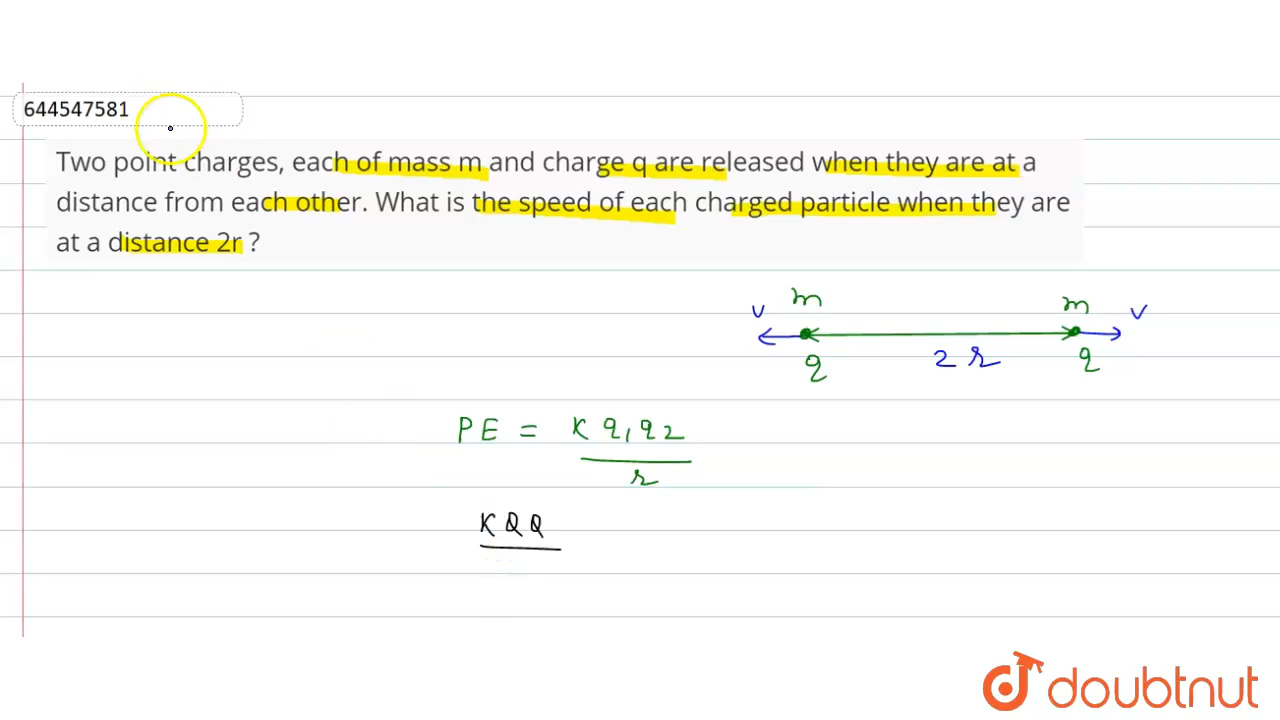 644547581
Two point charges, each of mass m and charge q are released when they are at a
distance from each other. What is the speed of each charged particle when they are
at a distance 2r ?
m m
v v
2 r
q q
PE = K q1 q2
r
K Q Q
doubtnut